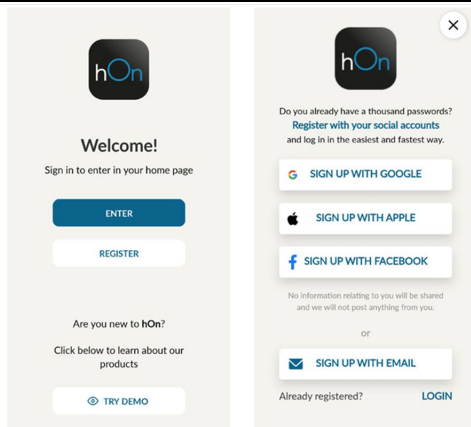 hOn
Welcome!
Sign in to enter in your home page
ENTER
REGISTER
Are you new to hOn?
Click below to learn about our
products
TRY DEMO
hOn
Do you already have a thousand passwords?
Register with your social accounts
and log in in the easiest and fastest way.
SIGN UP WITH GOOGLE
SIGN UP WITH APPLE
SIGN UP WITH FACEBOOK
No information relating to you will be shared
and we will not post anything from you.
or
SIGN UP WITH EMAIL
Already registered? LOGIN